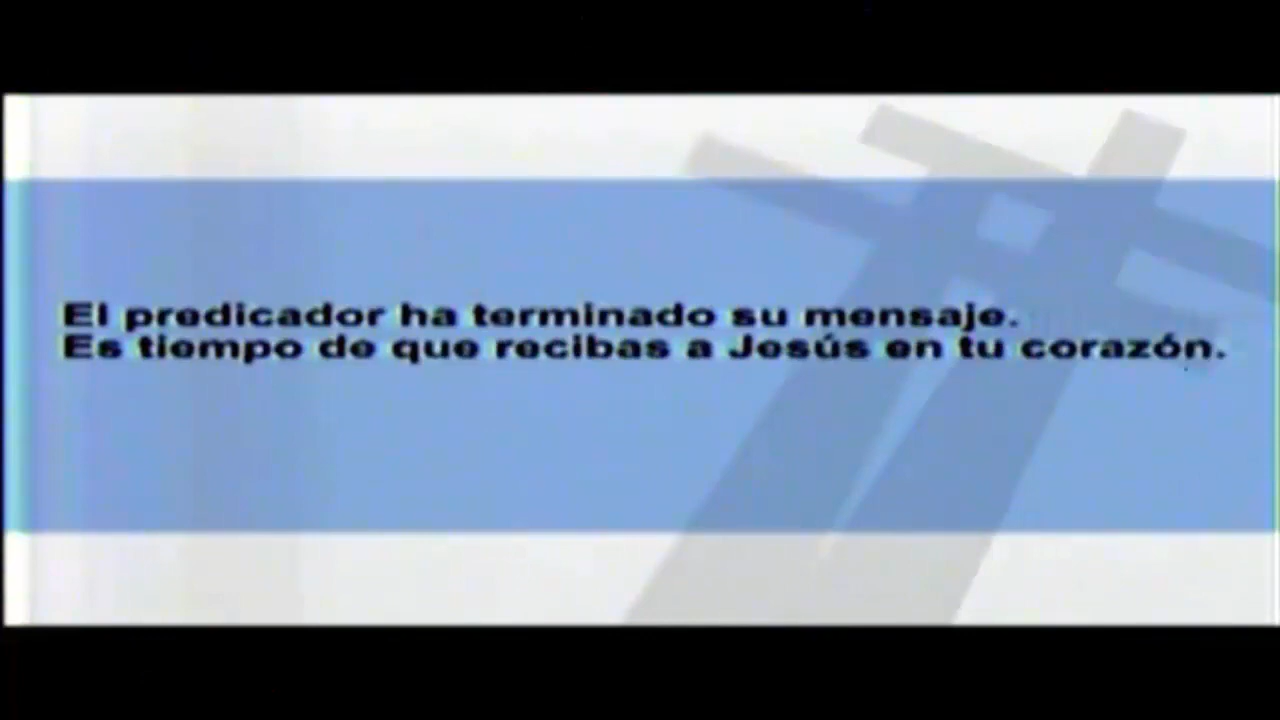 El predicador ha terminado su mensaje.
Es tiempo de que recibas a Jesús en tu corazón.